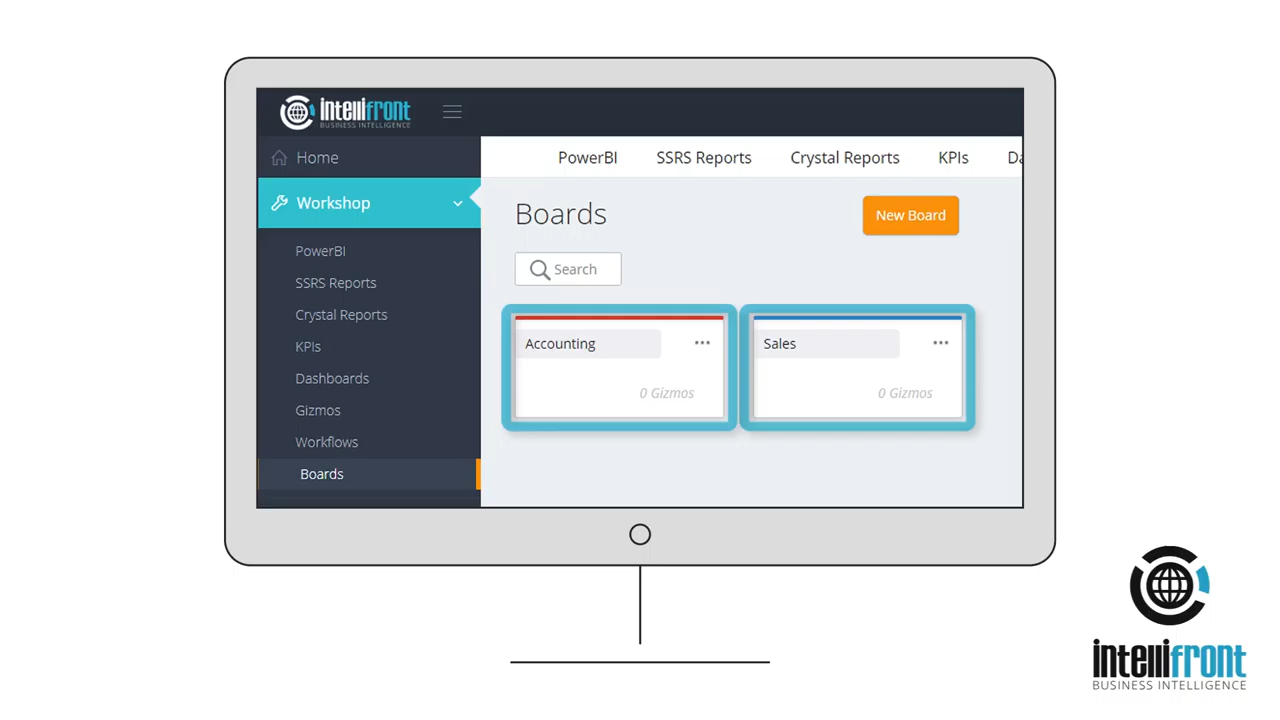 intellifront
BUSINESS INTELLIGENCE
Home
PowerBI SSRS Reports Crystal Reports KPIs Da
Workshop
Boards
New Board
PowerBI
Search
SSRS Reports
Crystal Reports
KPIs
Dashboards
Gizmos
Workflows
Boards
Accounting ...
0 Gizmos
Sales ...
0 Gizmos
intellifront
BUSINESS INTELLIGENCE